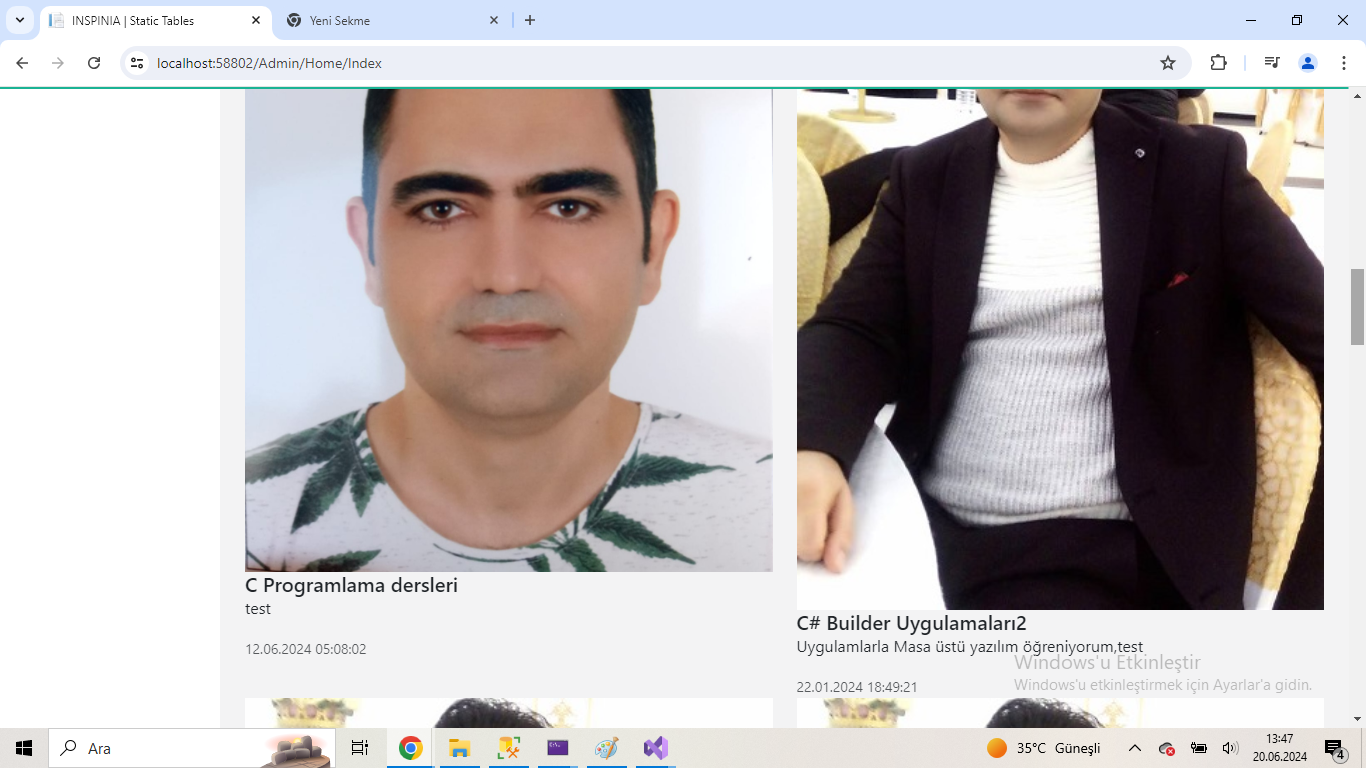 INSPINIA | Static Tables
Yeni Sekme
localhost:58802/Admin/Home/Index
C Programlama dersleri
test
12.06.2024 05:08:02
C# Builder Uygulamaları2
Uygulamlarla Masa üstü yazılım öğreniyorum,test
22.01.2024 18:49:21
Windows'u Etkinleştir
Windows'u etkinleştirmek için Ayarlar'a gidin.
Ara
35°C Güneşli
13:47
20.06.2024
4